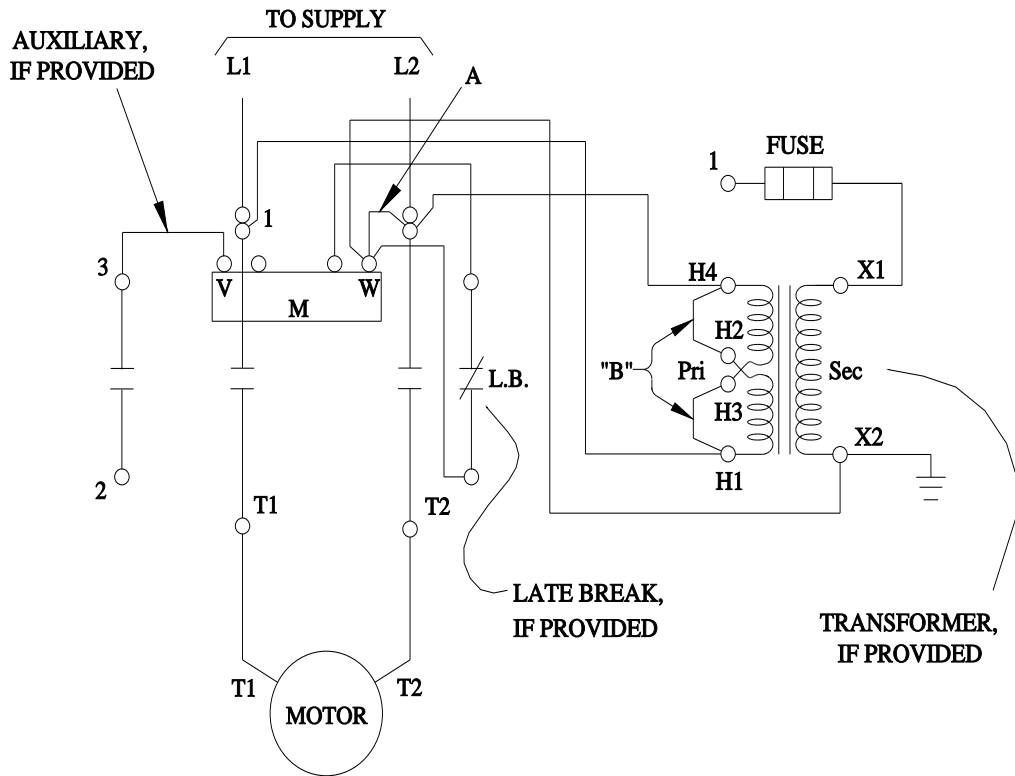 TO SUPPLY
AUXILIARY,
IF PROVIDED
L1
L2
A
FUSE
1
1
3
V
W
M
H4
X1
H2
"B"
Pri
Sec
L.B.
H3
X2
H1
2
T1
T2
LATE BREAK,
IF PROVIDED
TRANSFORMER,
IF PROVIDED
T1
T2
MOTOR